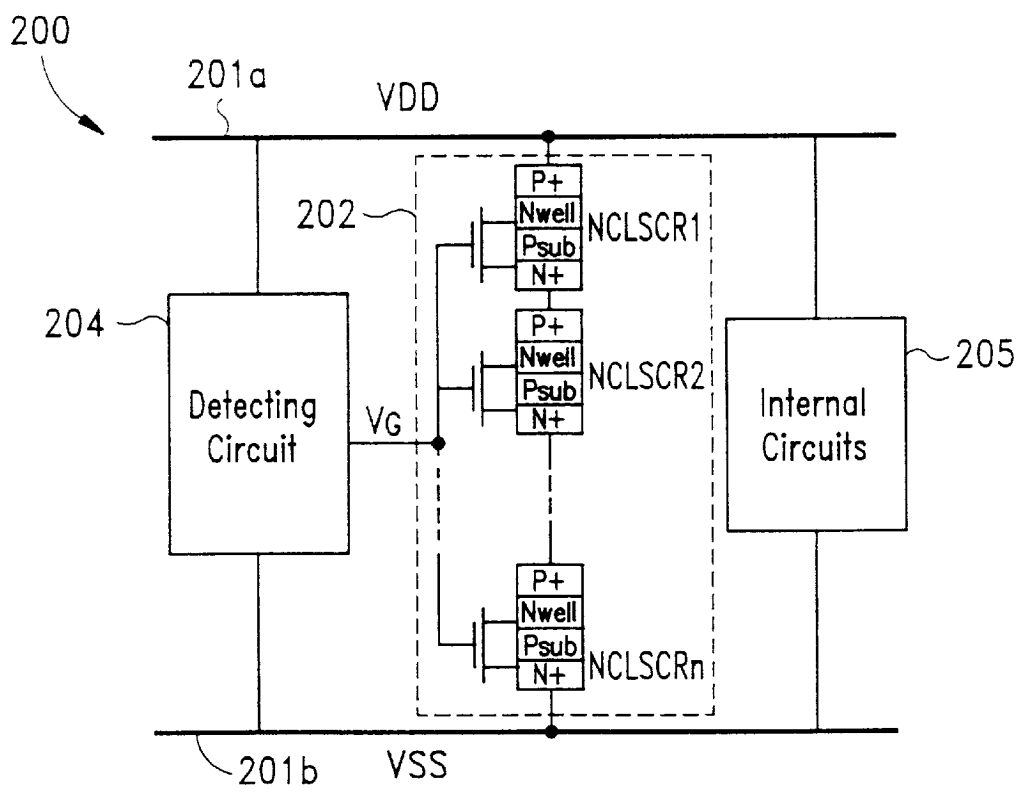 200
201a
VDD
P+
Nwell
Psub
N+
NCLSCR1
202
204
Detecting
Circuit
VG
P+
Nwell
Psub
N+
NCLSCR2
205
Internal
Circuits
P+
Nwell
Psub
N+
NCLSCRn
201b
VSS